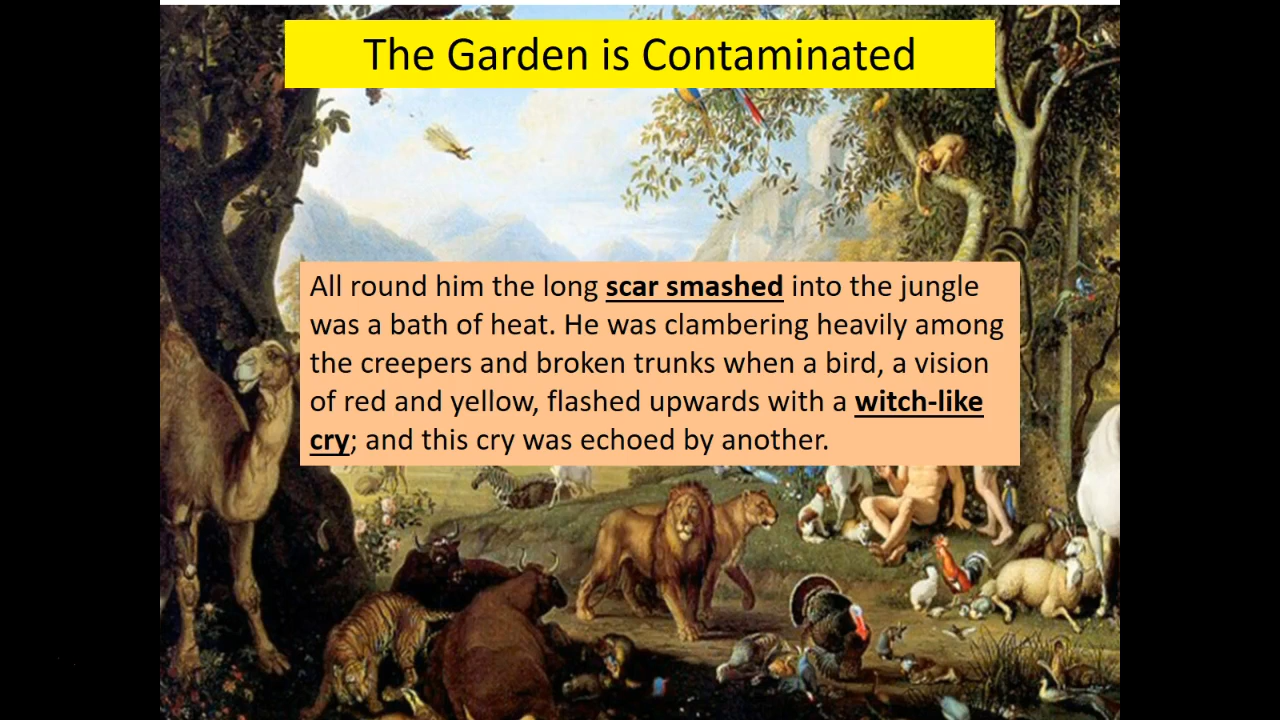 The Garden is Contaminated
All round him the long scar smashed into the jungle
was a bath of heat. He was clambering heavily among
the creepers and broken trunks when a bird, a vision
of red and yellow, flashed upwards with a witch-like
cry; and this cry was echoed by another.